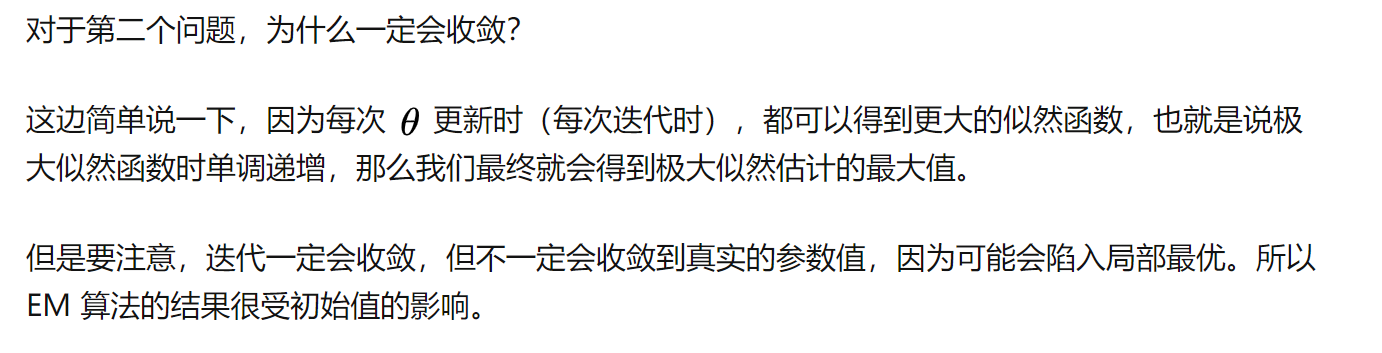 对于第二个问题，为什么一定会收敛？
这边简单说一下，因为每次 θ 更新时（每次迭代时），都可以得到更大的似然函数，也就是说极
大似然函数时单调递增，那么我们最终就会得到极大似然估计的最大值。
但是要注意，迭代一定会收敛，但不一定会收敛到真实的参数值，因为可能会陷入局部最优。所以
EM 算法的结果很受初始值的影响。